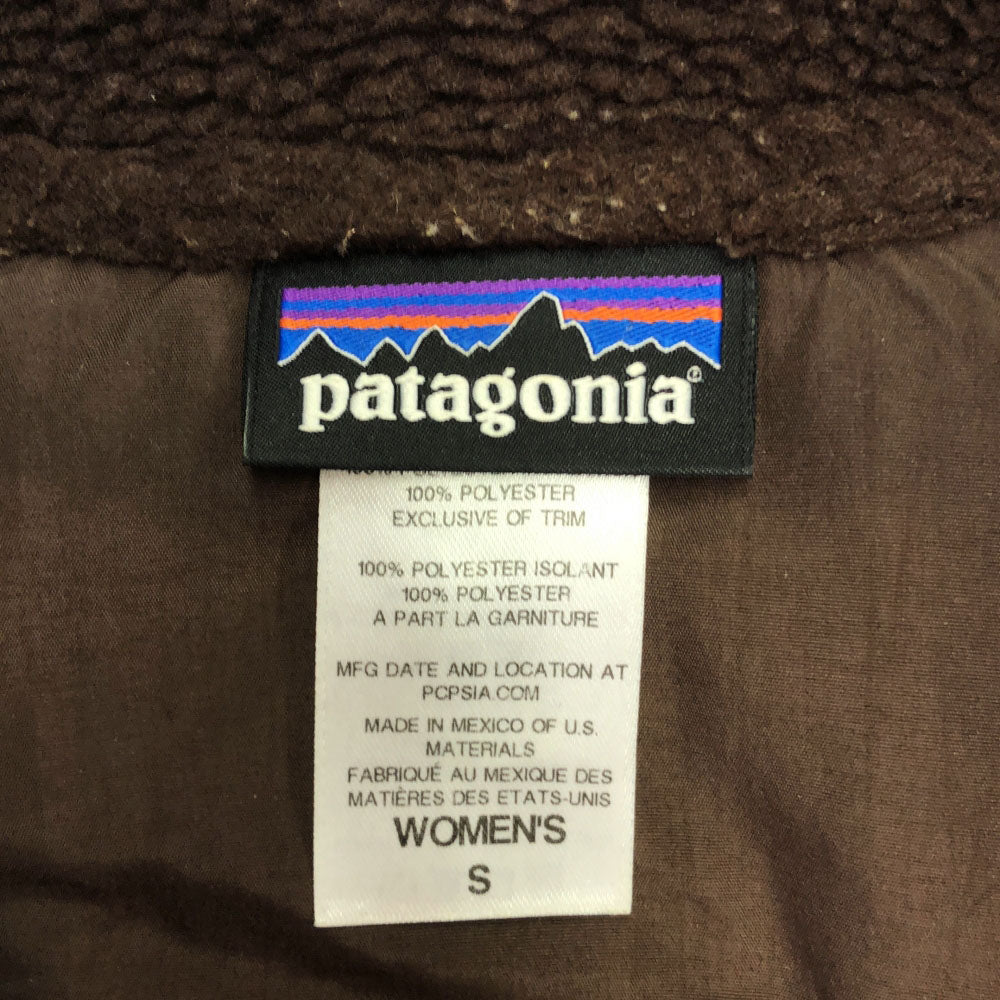 patagonia®
100% POLYESTER
EXCLUSIVE OF TRIM
100% POLYESTER ISOLANT
100% POLYESTER
A PART LA GARNITURE
MFG DATE AND LOCATION AT
PCPSIA.COM
MADE IN MEXICO OF U.S.
MATERIALS
FABRIQUÉ AU MEXIQUE DES
MATIÈRES DES ETATS-UNIS
WOMEN'S
S